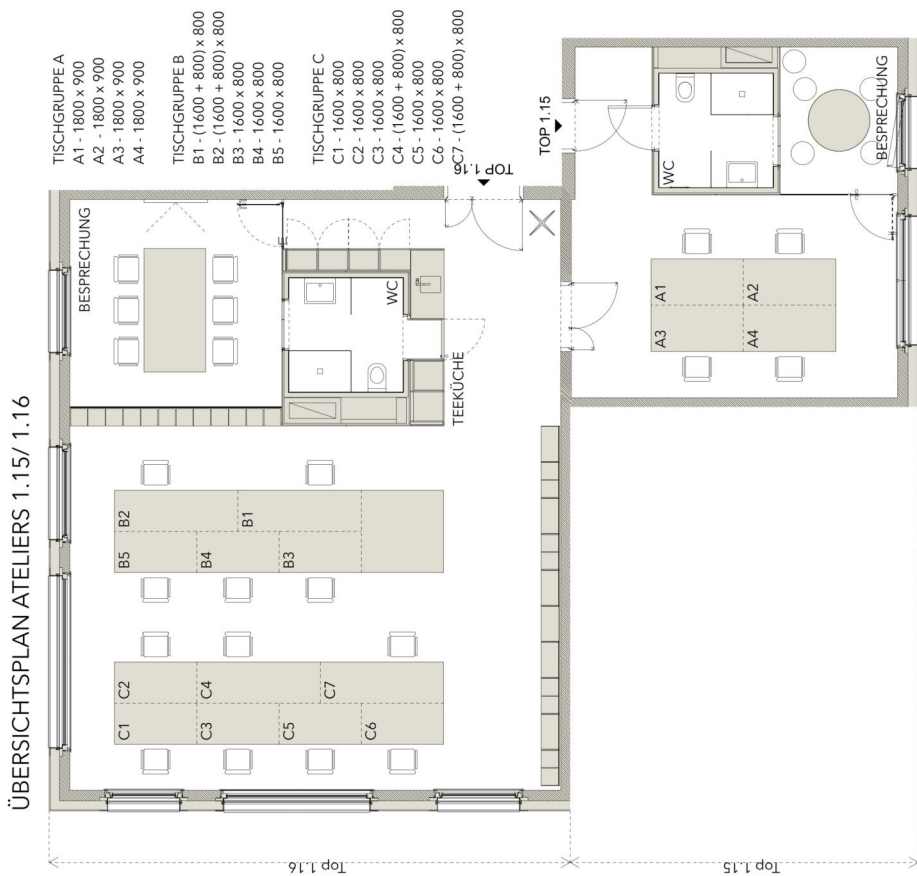 ÜBERSICHTSPLAN ATELIERS 1.15/ 1.16
TISCHGRUPPE A
A1 - 1800 x 900
A2 - 1800 x 900
A3 - 1800 x 900
A4 - 1800 x 900
TISCHGRUPPE B
B1 - (1600 + 800) x 800
B2 - (1600 + 800) x 800
B3 - 1600 x 800
B4 - 1600 x 800
B5 - 1600 x 800
TISCHGRUPPE C
C1 - 1600 x 800
C2 - 1600 x 800
C3 - 1600 x 800
C4 - (1600 + 800) x 800
C5 - 1600 x 800
C6 - 1600 x 800
C7 - (1600 + 800) x 800
BESPRECHUNG
WC
TEEKÜCHE
TOP 1.16
TOP 1.15
B2
B1
B5
B4
B3
C2
C4
C7
C1
C3
C5
C6
WC
BESPRECHUNG
A1
A2
A3
A4
Top 1.16
Top 1.15